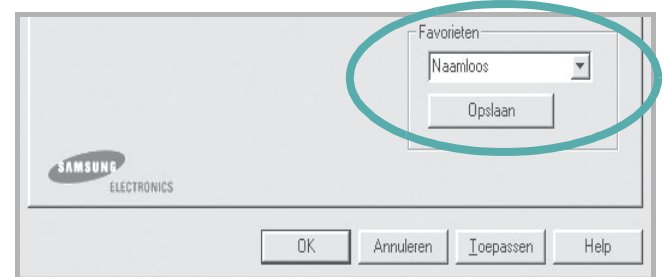 Favorieten
Naamloos
Opslaan
SAMSUNG
ELECTRONICS
OK Annuleren Toepassen Help